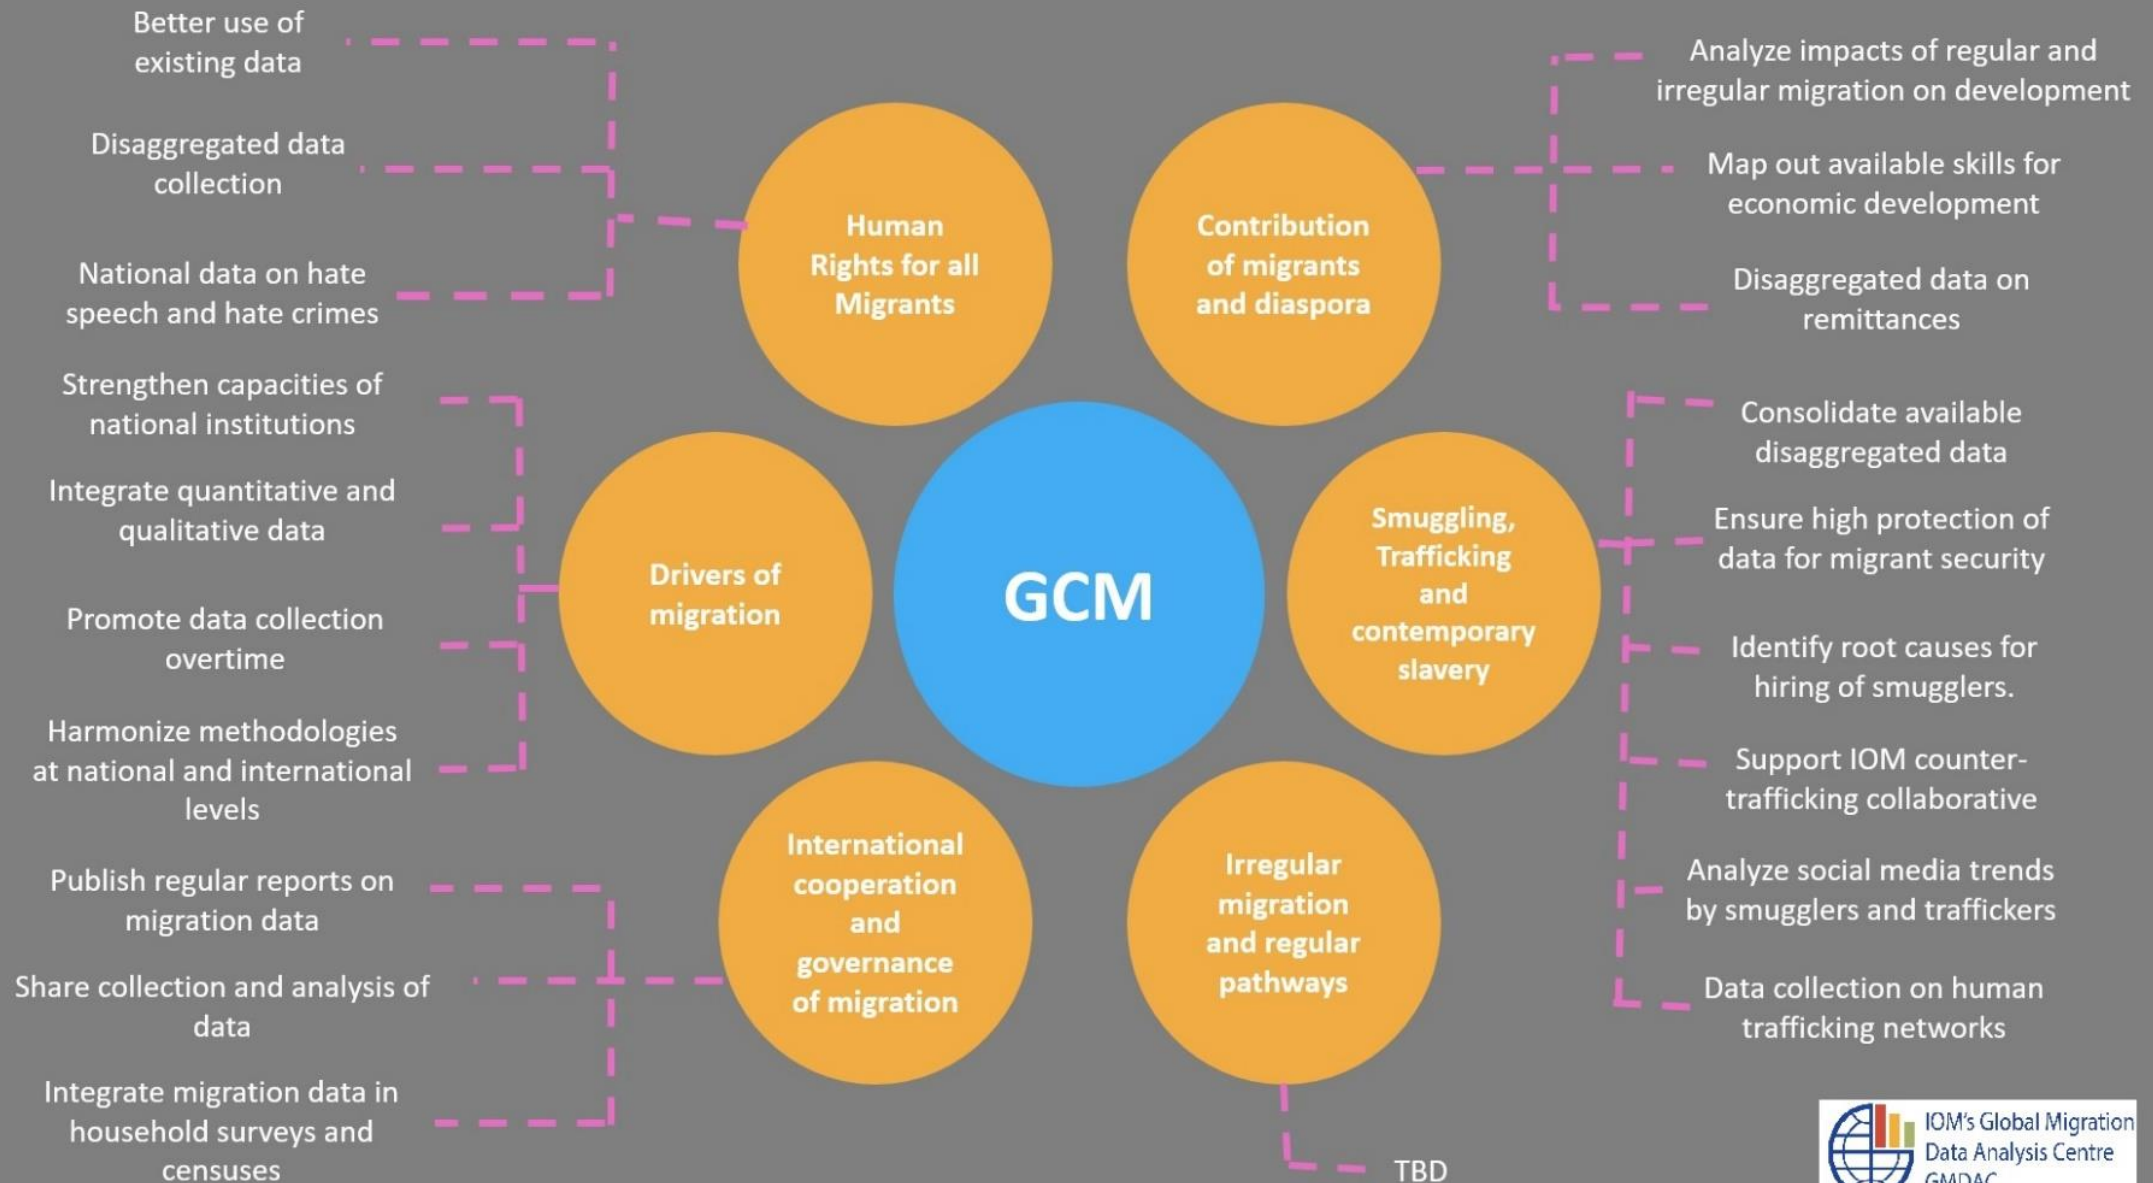 Better use of
existing data
Disaggregated data
collection
National data on hate
speech and hate crimes
Strengthen capacities of
national institutions
Integrate quantitative and
qualitative data
Promote data collection
overtime
Harmonize methodologies
at national and international
levels
Publish regular reports on
migration data
Share collection and analysis of
data
Integrate migration data in
household surveys and
censuses
Human
Rights for all
Migrants
Contribution
of migrants
and diaspora
Drivers of
migration
GCM
Smuggling,
Trafficking
and
contemporary
slavery
International
cooperation
and
governance
of migration
Irregular
migration
and regular
pathways
TBD
Analyze impacts of regular and
irregular migration on development
Map out available skills for
economic development
Disaggregated data on
remittances
Consolidate available
disaggregated data
Ensure high protection of
data for migrant security
Identify root causes for
hiring of smugglers.
Support IOM counter-
trafficking collaborative
Analyze social media trends
by smugglers and traffickers
Data collection on human
trafficking networks
IOM's Global Migration
Data Analysis Centre
GMDAC